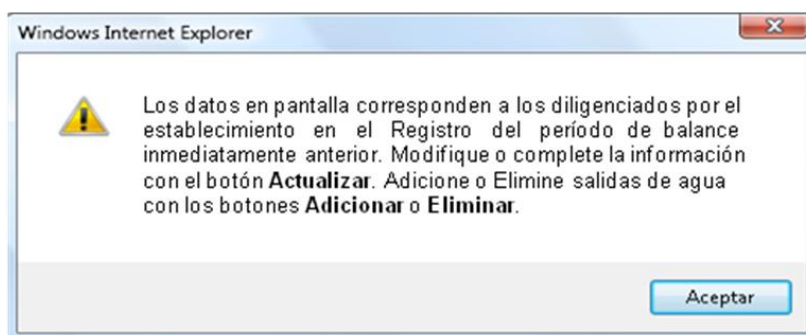 Windows Internet Explorer
Los datos en pantalla corresponden a los diligenciados por el
establecimiento en el Registro del período de balance
inmediatamente anterior. Modifique o complete la información
con el botón Actualizar. Adicione o Elimine salidas de agua
con los botones Adicionar o Eliminar.
Aceptar